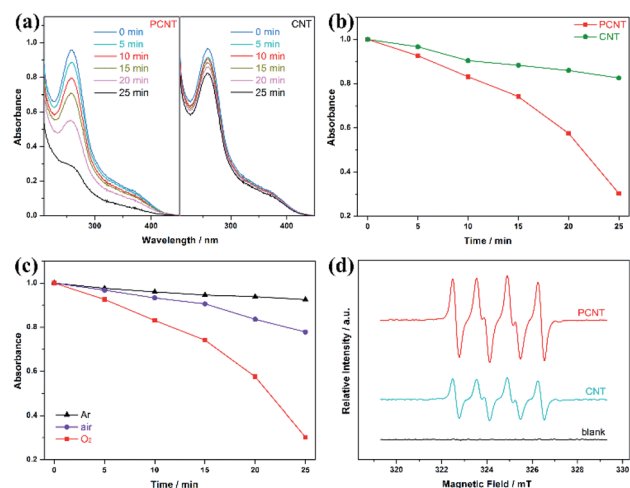 (a)
PCNT
CNT
0 min
5 min
10 min
15 min
20 min
25 min
0 min
5 min
10 min
15 min
20 min
25 min
Absorbance
1.0
0.8
0.6
0.4
0.2
0.0
300
400
300
400
Wavelength / nm
(b)
PCNT
CNT
Absorbance
1.0
0.8
0.6
0.4
0.2
0
5
10
15
20
25
Time / min
(c)
Absorbance
1.0
0.8
0.6
0.4
0.2
Ar
air
O₂
0
5
10
15
20
25
Time / min
(d)
Relative intensity / a.u.
PCNT
CNT
blank
320
322
324
326
328
330
Magnetic Field / mT